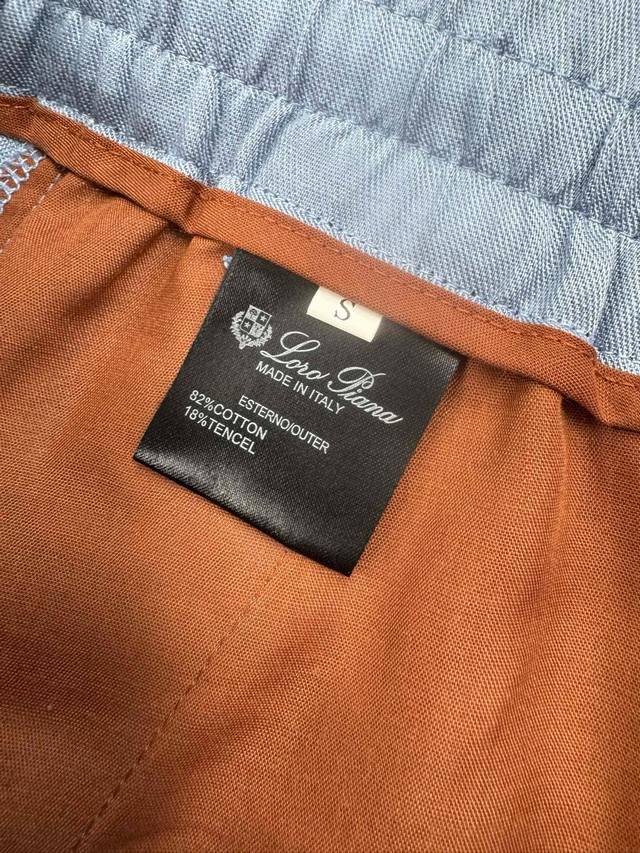 S
Loro Piana
MADE IN ITALY
ESTERNO/OUTER
82%COTTON
18%TENCEL